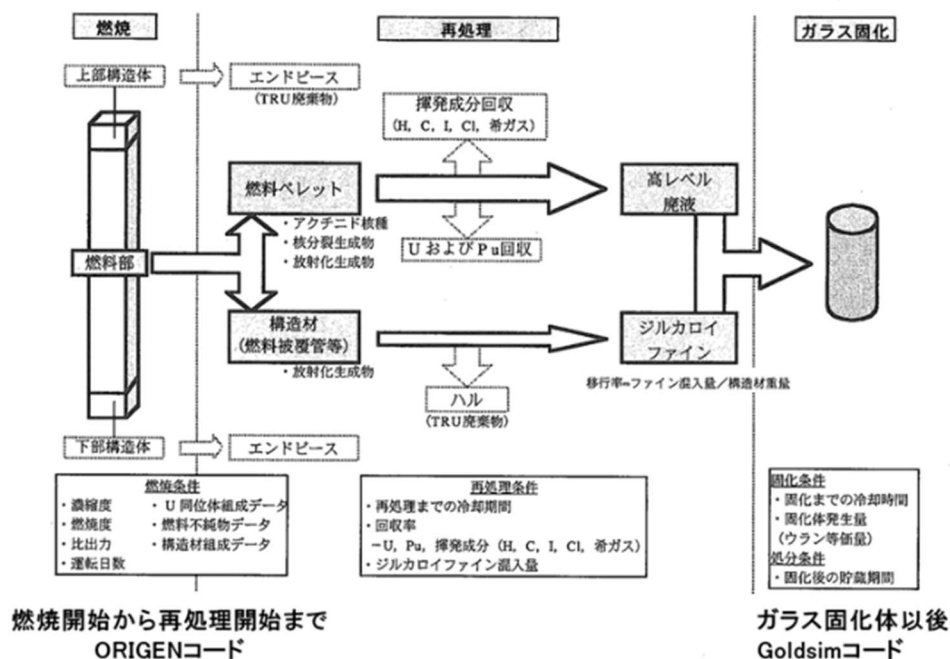 燃焼
再処理
ガラス固化
上部構造体
エンドピース
(TRU廃棄物)
揮発成分回収
(H, C, I, Cl, 希ガス)
燃料ペレット
・アクチニド核種
・核分裂生成物
・放射化生成物
高レベル
廃液
UおよびPu回収
燃料部
構造材
(燃料被覆管等)
・放射化生成物
ジルカロイ
ファイン
移行率=ファイン混入量/構造材重量
ハル
(TRU廃棄物)
下部構造体
エンドピース
燃焼条件
・濃縮度
・燃焼度
・比出力
・運転日数
・U同位体組成データ
・燃料不純物データ
・構造材組成データ
再処理条件
・再処理までの冷却期間
・回収率
-U, Pu, 揮発成分 (H, C, I, Cl, 希ガス)
・ジルカロイファイン混入量
固化条件
・固化までの冷却時間
・固化体発生量
(ウラン等価量)
処分条件
・固化後の貯蔵期間
燃焼開始から再処理開始まで
ORIGENコード
ガラス固化体以後
Goldsimコード